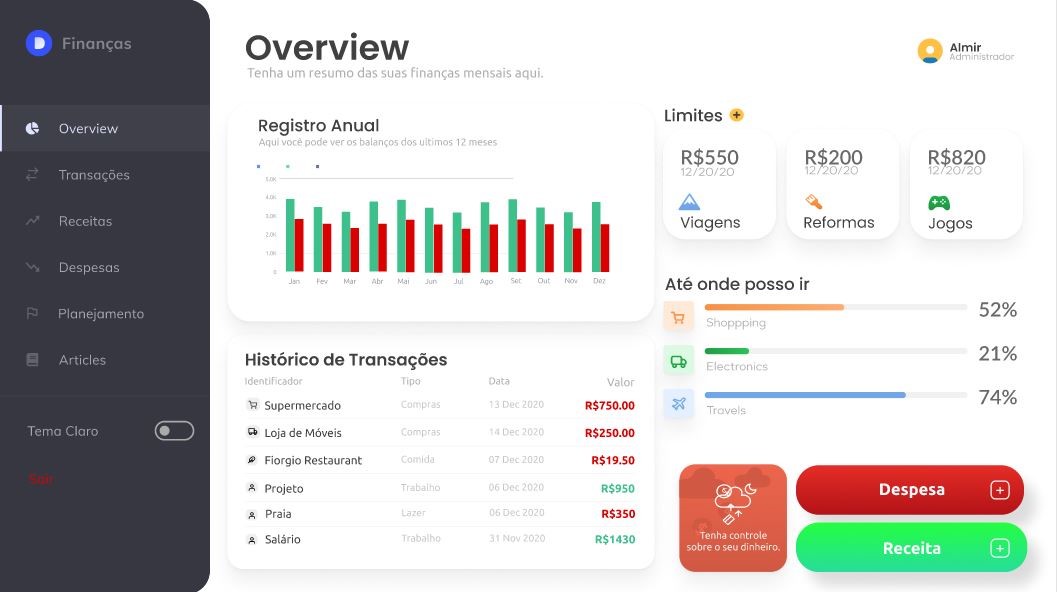 D Finanças
Overview
Transações
Receitas
Despesas
Planejamento
Articles
Tema Claro
Sair
Overview
Tenha um resumo das suas finanças mensais aqui.
Almir
Administrador
Registro Anual
Aqui você pode ver os balanços dos ultimos 12 meses
5.0K
4.0K
3.0K
2.0K
1.0K
0
Jan Fev Mar Abr Mai Jun Jul Ago Set Out Nov Dez
Histórico de Transações
Identificador Tipo Data Valor
Supermercado Compras 13 Dec 2020 R$750.00
Loja de Móveis Compras 14 Dec 2020 R$250.00
Fiorgio Restaurant Comida 07 Dec 2020 R$19.50
Projeto Trabalho 06 Dec 2020 R$950
Praia Lazer 06 Dec 2020 R$350
Salário Trabalho 31 Nov 2020 R$1430
Limites +
R$550
12/20/20
Viagens
R$200
12/20/20
Reformas
R$820
12/20/20
Jogos
Até onde posso ir
52%
Shoppping
21%
Electronics
74%
Travels
Tenha controle
sobre o seu dinheiro.
Despesa
Receita